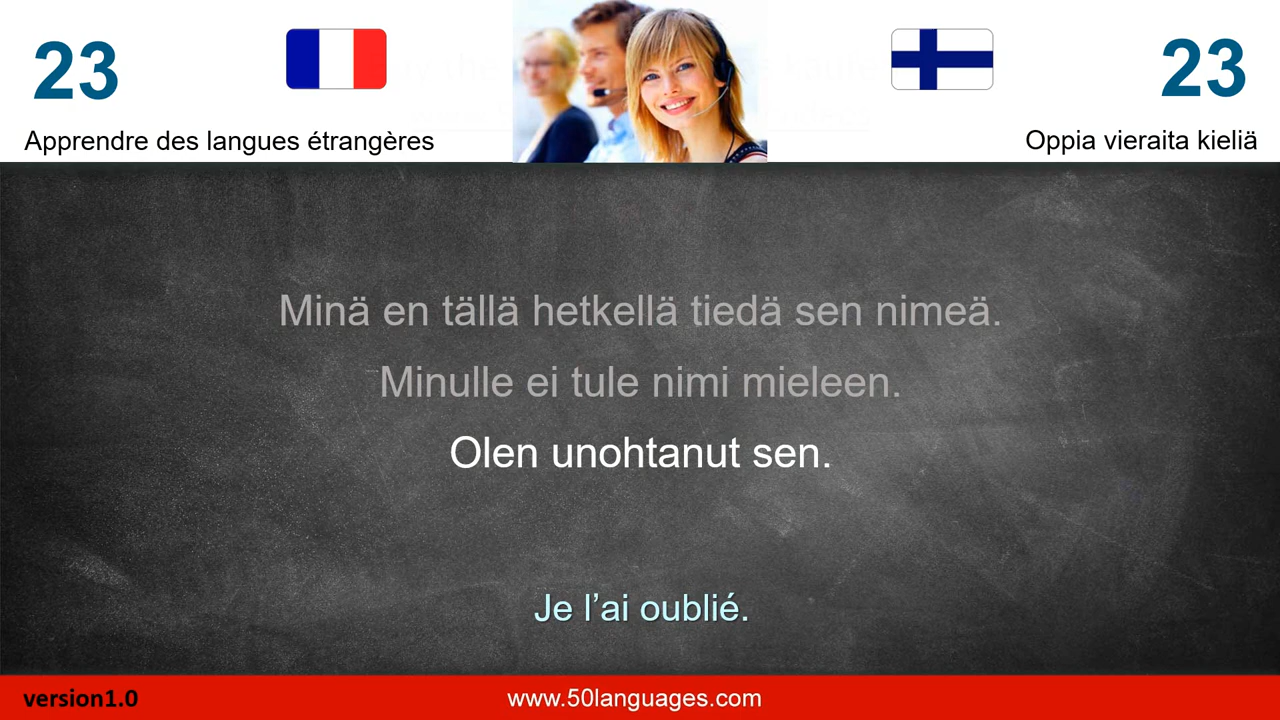 23
23
Apprendre des langues étrangères
Oppia vieraita kieliä
Minä en tällä hetkellä tiedä sen nimeä.
Minulle ei tule nimi mieleen.
Olen unohtanut sen.
Je l’ai oublié.
version1.0
www.50languages.com